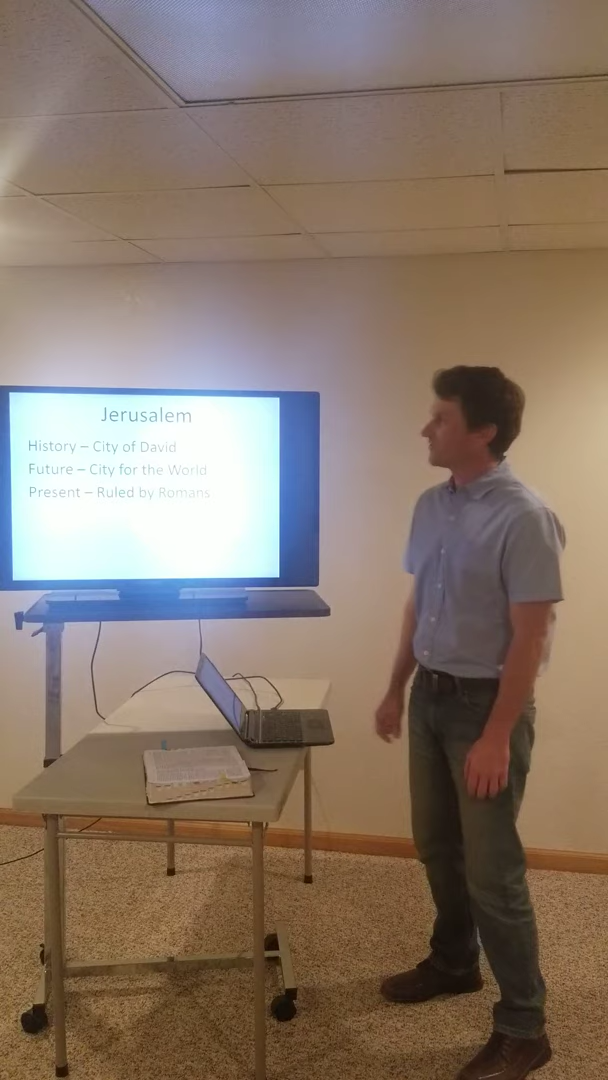 Jerusalem
History – City of David
Future – City for the World
Present – Ruled by Romans